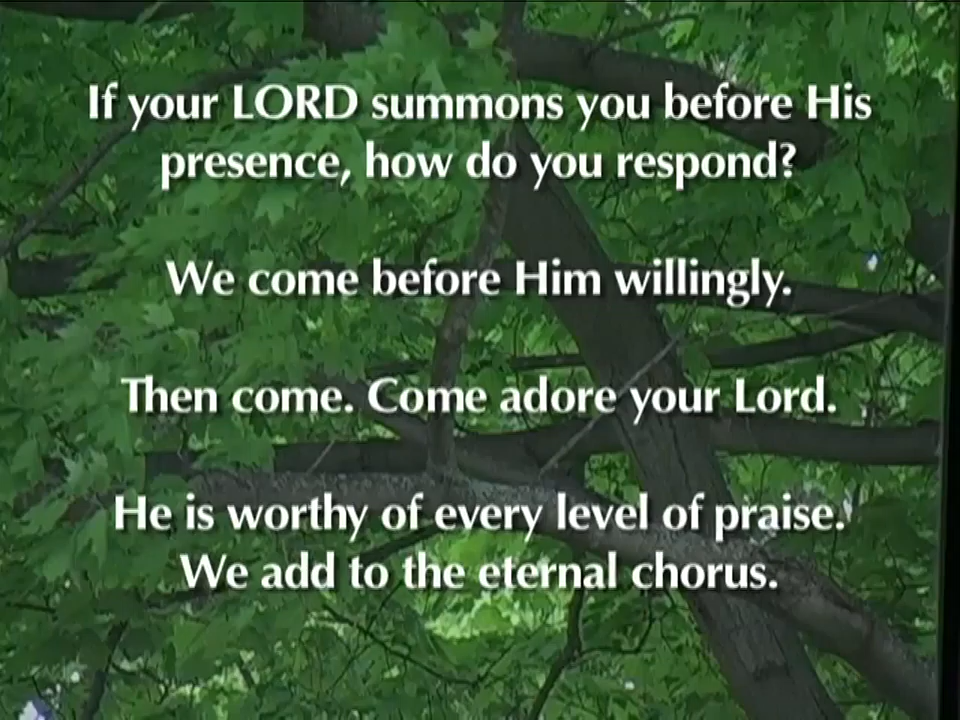 If your LORD summons you before His
presence, how do you respond?
We come before Him willingly.
Then come. Come adore your Lord.
He is worthy of every level of praise.
We add to the eternal chorus.